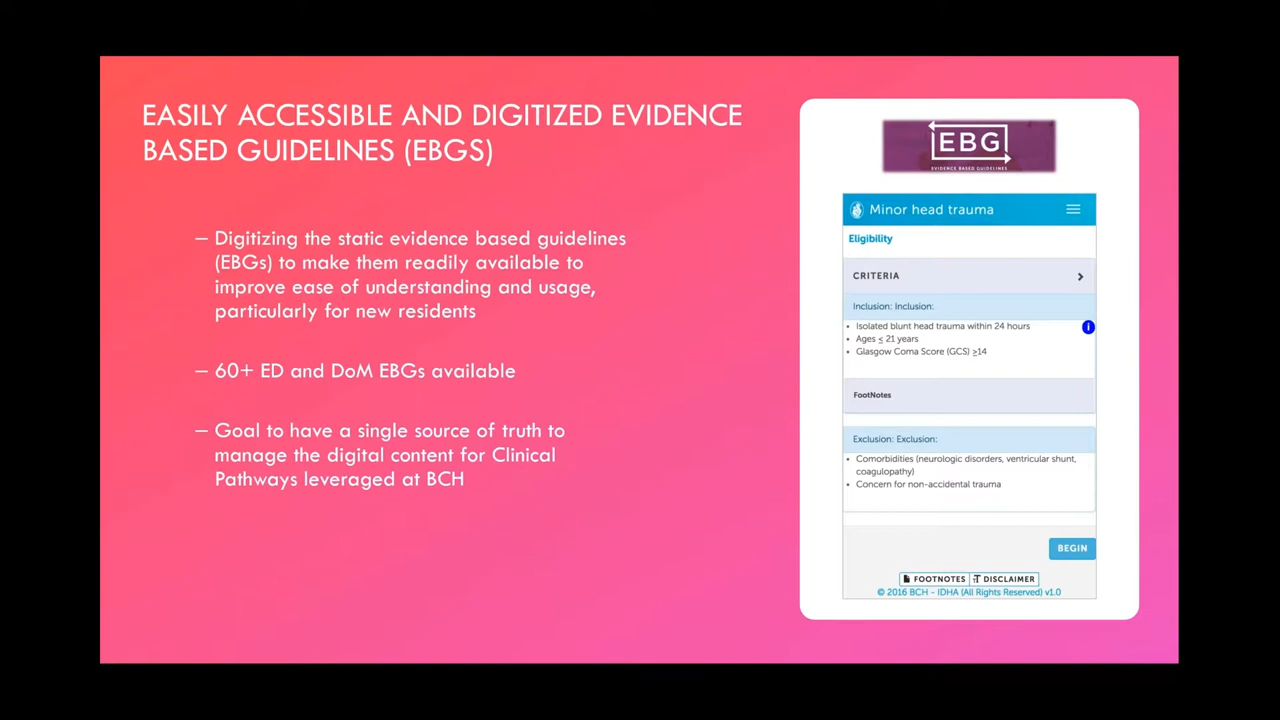 EASILY ACCESSIBLE AND DIGITIZED EVIDENCE
BASED GUIDELINES (EBGS)
– Digitizing the static evidence based guidelines
(EBGs) to make them readily available to
improve ease of understanding and usage,
particularly for new residents
– 60+ ED and DoM EBGs available
– Goal to have a single source of truth to
manage the digital content for Clinical
Pathways leveraged at BCH
EBG
EVIDENCE BASED GUIDELINES
Minor head trauma
Eligibility
CRITERIA
Inclusion: Inclusion:
• Isolated blunt head trauma within 24 hours
i
• Ages ≤ 21 years
• Glasgow Coma Score (GCS) ≥14
FootNotes
Exclusion: Exclusion:
• Comorbidities (neurologic disorders, ventricular shunt,
coagulopathy)
• Concern for non-accidental trauma
BEGIN
FOOTNOTES DISCLAIMER
© 2016 BCH - IDHA (All Rights Reserved) v1.0